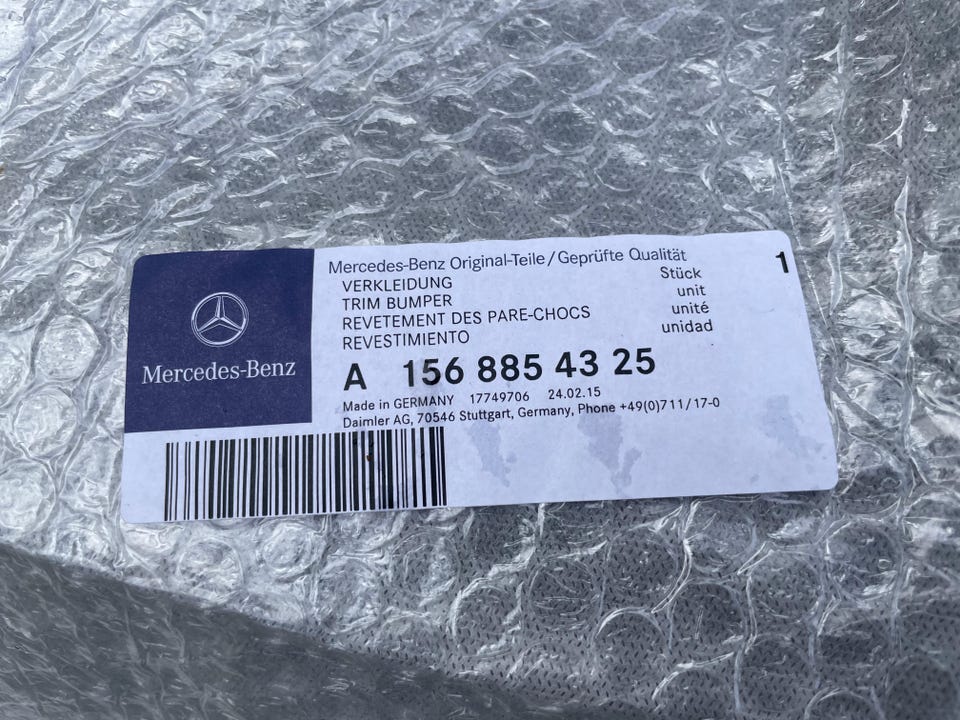 Mercedes-Benz
Mercedes-Benz Original-Teile/Geprüfte Qualität
VERKLEIDUNG Stück 1
TRIM BUMPER unit
REVETEMENT DES PARE-CHOCS unité
REVESTIMIENTO unidad
A 156 885 43 25
Made in GERMANY 17749706 24.02.15
Daimler AG, 70546 Stuttgart, Germany, Phone +49(0)711/17-0